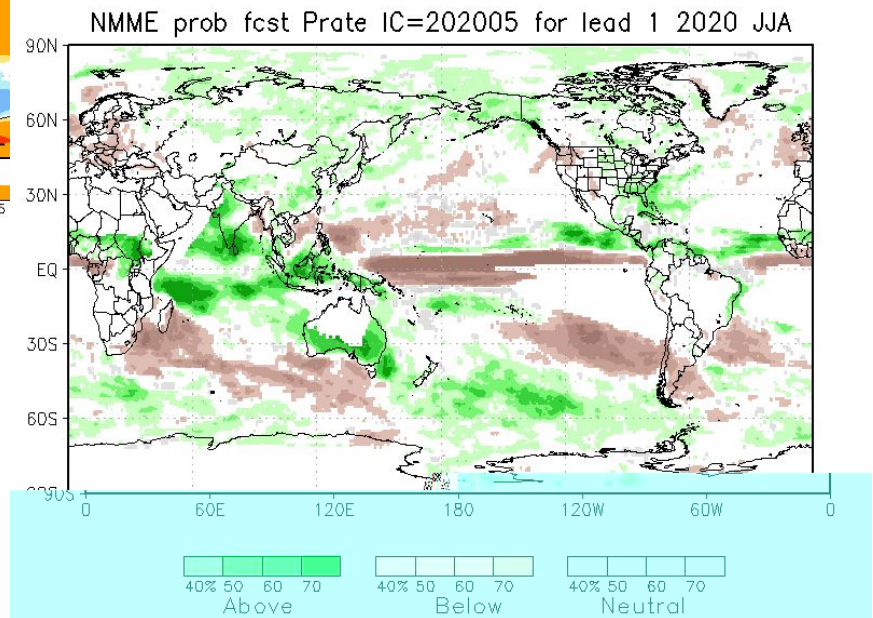 NMME prob fcst Prate IC=202005 for lead 1 2020 JJA
90N
60N
30N
EQ
30S
60S
90S
0 60E 120E 180 120W 60W 0
5
40% 50 60 70 40% 50 60 70 40% 50 60 70
Above Below Neutral